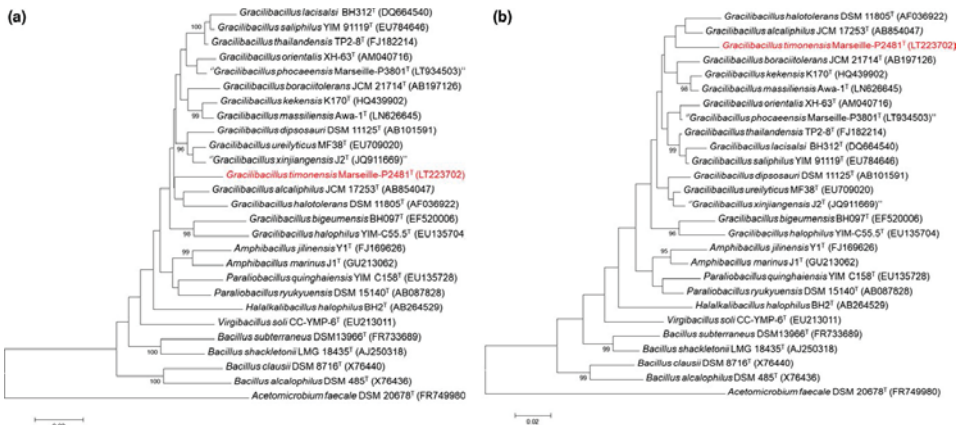 (a)
Gracilibacillus lacisalsi BH312ᵀ (DQ664540)
100
Gracilibacillus saliphilus YIM 91119ᵀ (EU784646)
Gracilibacillus thailandensis TP2-8ᵀ (FJ182214)
Gracilibacillus orientalis XH-63ᵀ (AM040716)
"Gracilibacillus phocaeensis Marseille-P3801ᵀ (LT934503)"
Gracilibacillus boraciitolerans JCM 21714ᵀ (AB197126)
Gracilibacillus kekensis K170ᵀ (HQ439902)
99
Gracilibacillus massiliensis Awa-1ᵀ (LN626645)
Gracilibacillus dipsosauri DSM 11125ᵀ (AB101591)
96
Gracilibacillus ureilyticus MF38ᵀ (EU709020)
"Gracilibacillus xinjiangensis J2ᵀ (JQ911669)"
Gracilibacillus timonensis Marseille-P2481ᵀ (LT223702)
Gracilibacillus alcaliphilus JCM 17253ᵀ (AB854047)
Gracilibacillus halotolerans DSM 11805ᵀ (AF036922)
Gracilibacillus bigeumensis BH097ᵀ (EF520006)
98
Gracilibacillus halophilus YIM-C55.5ᵀ (EU135704
99
Amphibacillus jilinensis Y1ᵀ (FJ169626)
Amphibacillus marinus J1ᵀ (GU213062)
Paraliobacillus quinghaiensis YIM C158ᵀ (EU135728)
Paraliobacillus ryukyuensis DSM 15140ᵀ (AB087828)
Halalkalibacillus halophilus BH2ᵀ (AB264529)
Virgibacillus soli CC-YMP-6ᵀ (EU213011)
Bacillus subterraneus DSM13966ᵀ (FR733689)
100
Bacillus shackletonii LMG 18435ᵀ (AJ250318)
Bacillus clausii DSM 8716ᵀ (X76440)
100
Bacillus alcalophilus DSM 485ᵀ (X76436)
Acetomicrobium faecale DSM 20678ᵀ (FR749980
(b)
Gracilibacillus halotolerans DSM 11805ᵀ (AF036922)
Gracilibacillus alcaliphilus JCM 17253ᵀ (AB854047)
Gracilibacillus timonensis Marseille-P2481ᵀ (LT223702)
Gracilibacillus boraciitolerans JCM 21714ᵀ (AB197126)
Gracilibacillus kekensis K170ᵀ (HQ439902)
99
Gracilibacillus massiliensis Awa-1ᵀ (LN626645)
Gracilibacillus orientalis XH-63ᵀ (AM040716)
"Gracilibacillus phocaeensis Marseille-P3801ᵀ (LT934503)"
Gracilibacillus thailandensis TP2-8ᵀ (FJ182214)
Gracilibacillus lacisalsi BH312ᵀ (DQ664540)
99
Gracilibacillus saliphilus YIM 91119ᵀ (EU784646)
Gracilibacillus dipsosauri DSM 11125ᵀ (AB101591)
Gracilibacillus ureilyticus MF38ᵀ (EU709020)
"Gracilibacillus xinjiangensis J2ᵀ (JQ911669)"
Gracilibacillus bigeumensis BH097ᵀ (EF520006)
96
Gracilibacillus halophilus YIM-C55.5ᵀ (EU135704)
95
Amphibacillus jilinensis Y1ᵀ (FJ169626)
Amphibacillus marinus J1ᵀ (GU213062)
Paraliobacillus quinghaiensis YIM C158ᵀ (EU135728)
Paraliobacillus ryukyuensis DSM 15140ᵀ (AB087828)
Halalkalibacillus halophilus BH2ᵀ (AB264529)
Virgibacillus soli CC-YMP-6ᵀ (EU213011)
Bacillus subterraneus DSM13966ᵀ (FR733689)
99
Bacillus shackletonii LMG 18435ᵀ (AJ250318)
Bacillus clausii DSM 8716ᵀ (X76440)
99
Bacillus alcalophilus DSM 485ᵀ (X76436)
Acetomicrobium faecale DSM 20678ᵀ (FR749980)
0.02